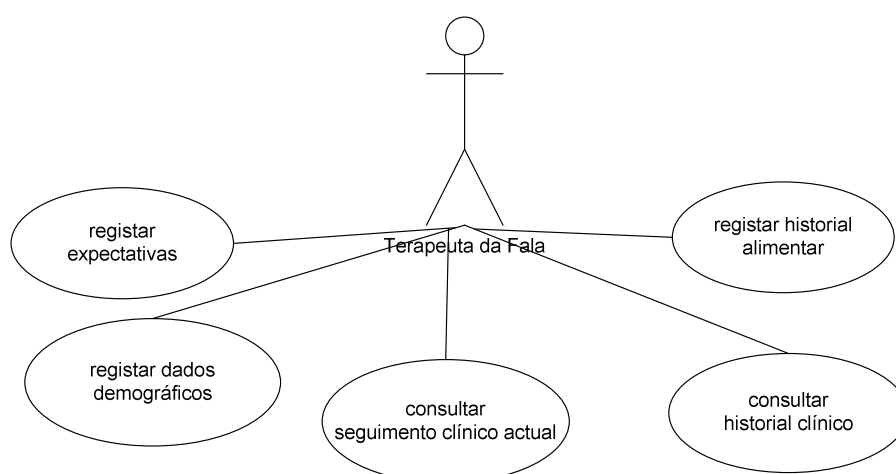 Terapeuta da Fala
registar
expectativas
registar historial
alimentar
registar dados
demográficos
consultar
seguimento clínico actual
consultar
historial clínico